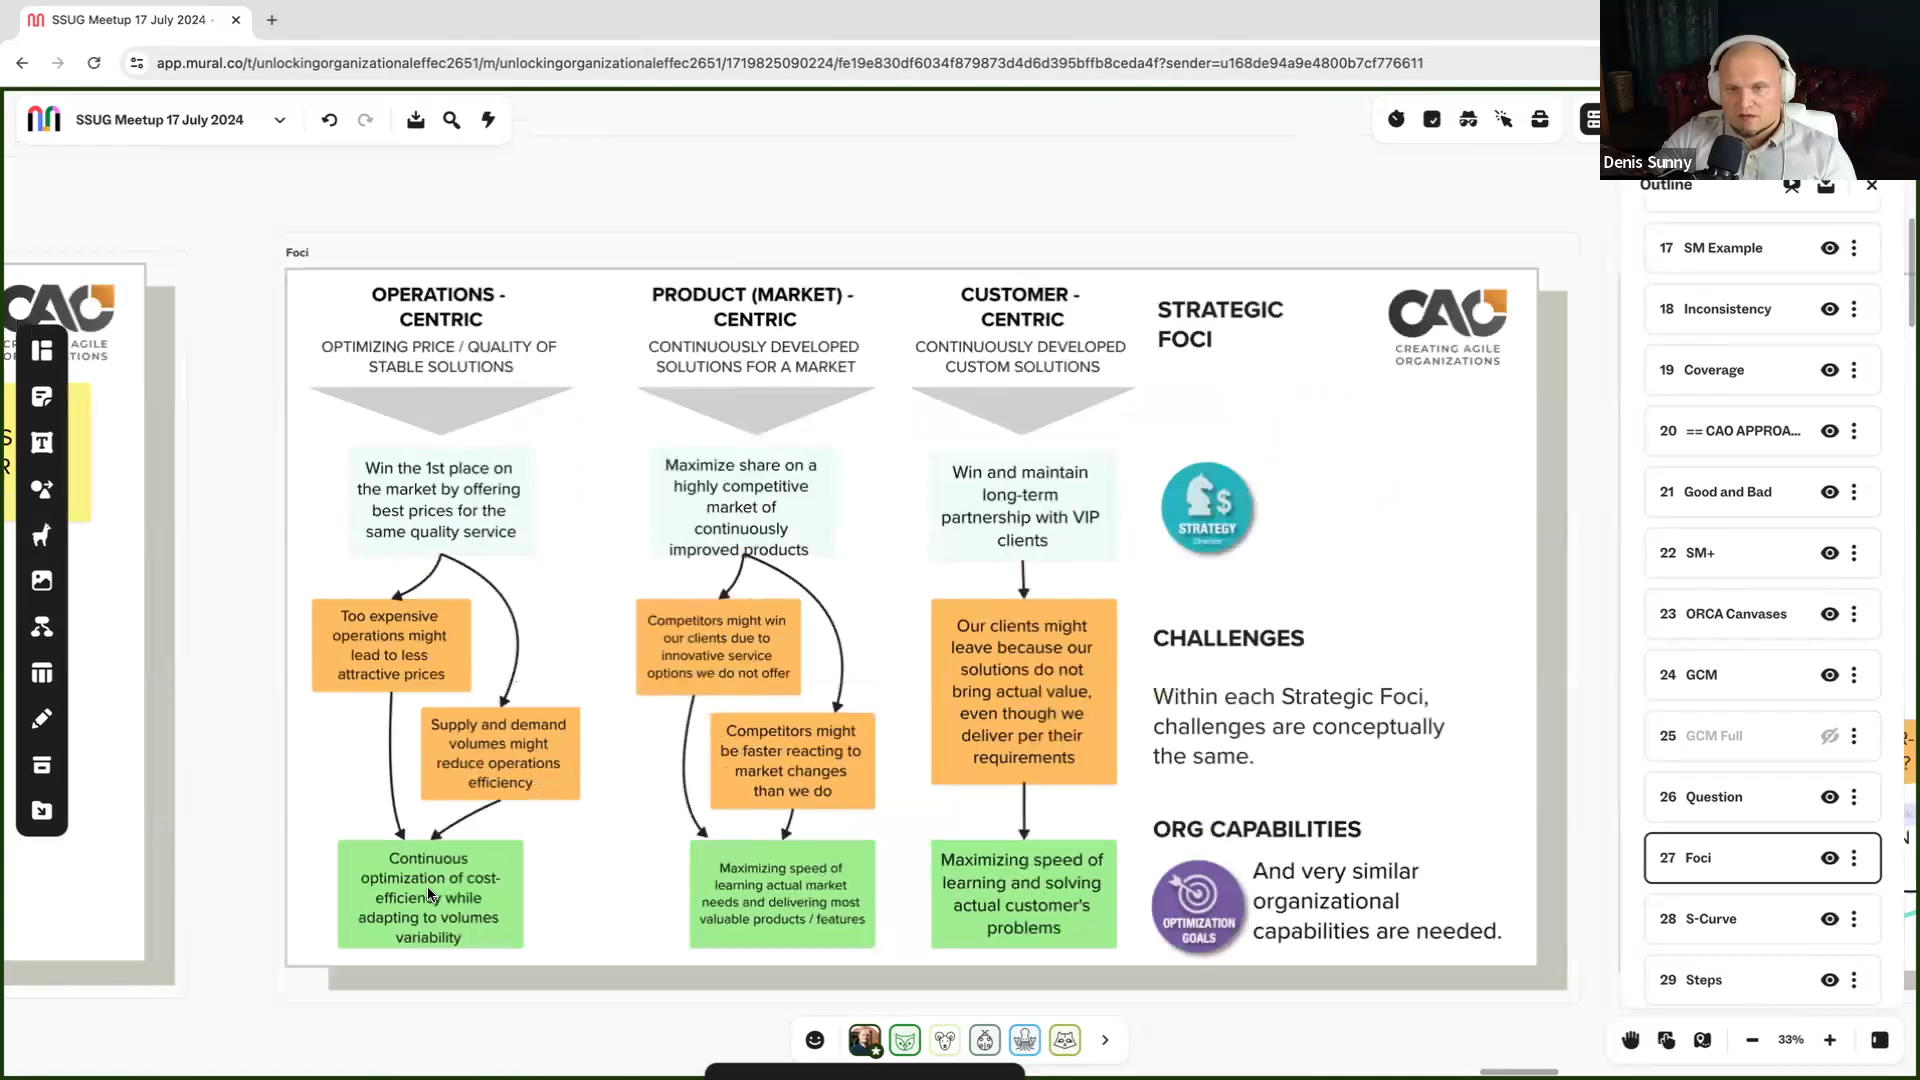 SSUG Meetup 17 July 2024 -
app.mural.co/t/unlockingorganizationaleffec2651/m/unlockingorganizationaleffec2651/1719825090224/fe19e830df6034f879873d4d6d395bffb8ceda4f?sender=u168de94a9e4800b7cf776611
SSUG Meetup 17 July 2024
Denis Sunny
Foci
CAO
AGILE
OPERATIONS -
CENTRIC
OPTIMIZING PRICE / QUALITY OF
STABLE SOLUTIONS
Win the 1st place on
the market by offering
best prices for the
same quality service
Too expensive
operations might
lead to less
attractive prices
Supply and demand
volumes might
reduce operations
efficiency
Continuous
optimization of cost-
efficiency while
adapting to volumes
variability
PRODUCT (MARKET) -
CENTRIC
CONTINUOUSLY DEVELOPED
SOLUTIONS FOR A MARKET
Maximize share on a
highly competitive
market of
continuously
improved products
Competitors might win
our clients due to
innovative service
options we do not offer
Competitors might
be faster reacting to
market changes
than we do
Maximizing speed of
learning actual market
needs and delivering most
valuable products / features
CUSTOMER -
CENTRIC
CONTINUOUSLY DEVELOPED
CUSTOM SOLUTIONS
Win and maintain
long-term
partnership with VIP
clients
Our clients might
leave because our
solutions do not
bring actual value,
even though we
deliver per their
requirements
Maximizing speed of
learning and solving
actual customer's
problems
STRATEGIC
FOCI
CAO
CREATING AGILE
ORGANIZATIONS
STRATEGY
CHALLENGES
Within each Strategic Foci,
challenges are conceptually
the same.
ORG CAPABILITIES
OPTIMIZATION
GOALS
And very similar
organizational
capabilities are needed.
Outline
17 SM Example
18 Inconsistency
19 Coverage
20 == CAO APPROA...
21 Good and Bad
22 SM+
23 ORCA Canvases
24 GCM
25 GCM Full
26 Question
27 Foci
28 S-Curve
29 Steps
33%